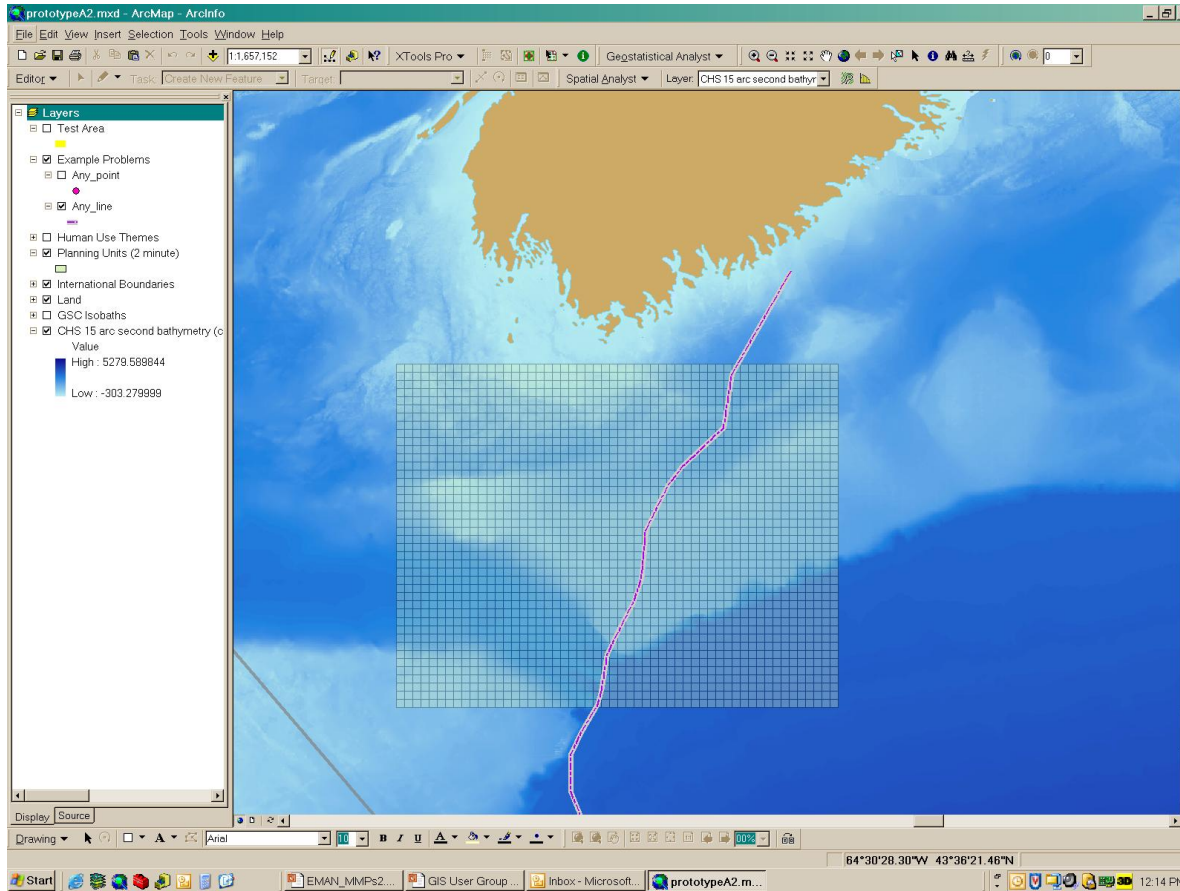 prototypeA2.mxd - ArcMap - ArcInfo
File Edit View Insert Selection Tools Window Help
1:1,657,152 XTools Pro Geostatistical Analyst 0
Editor Task: Create New Feature Target: Spatial Analyst Layer: CHS 15 arc second bathyr
Layers
Test Area
Example Problems
Any_point
Any_line
Human Use Themes
Planning Units (2 minute)
International Boundaries
Land
GSC Isobaths
CHS 15 arc second bathymetry (c
Value
High : 5279.589844
Low : -303.279999
Display Source
Drawing A Arial 10 B I U A 00%
64°30'28.30"W 43°36'21.46"N
Start EMAN_MMPs2.... GIS User Group ... Inbox - Microsoft... prototypeA2.m... 3D 12:14 PM